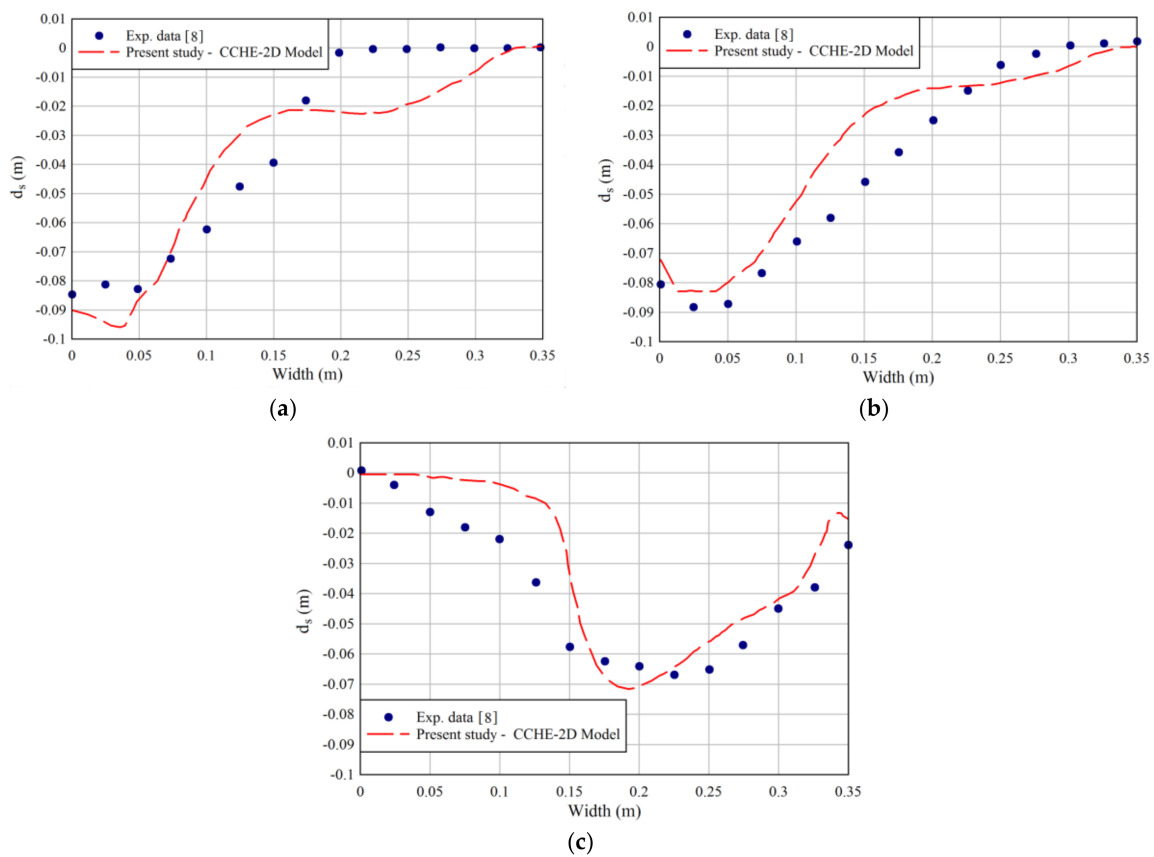 0.01
0
-0.01
-0.02
-0.03
-0.04
-0.05
-0.06
-0.07
-0.08
-0.09
-0.1
ds (m)
Exp. data [8]
Present study - CCHE-2D Model
0 0.05 0.1 0.15 0.2 0.25 0.3 0.35
Width (m)
(a)
0.01
0
-0.01
-0.02
-0.03
-0.04
-0.05
-0.06
-0.07
-0.08
-0.09
-0.1
ds (m)
Exp. data [8]
Present study - CCHE-2D Model
0 0.05 0.1 0.15 0.2 0.25 0.3 0.35
Width (m)
(b)
0.01
0
-0.01
-0.02
-0.03
-0.04
-0.05
-0.06
-0.07
-0.08
-0.09
-0.1
ds (m)
Exp. data [8]
Present study - CCHE-2D Model
0 0.05 0.1 0.15 0.2 0.25 0.3 0.35
Width (m)
(c)